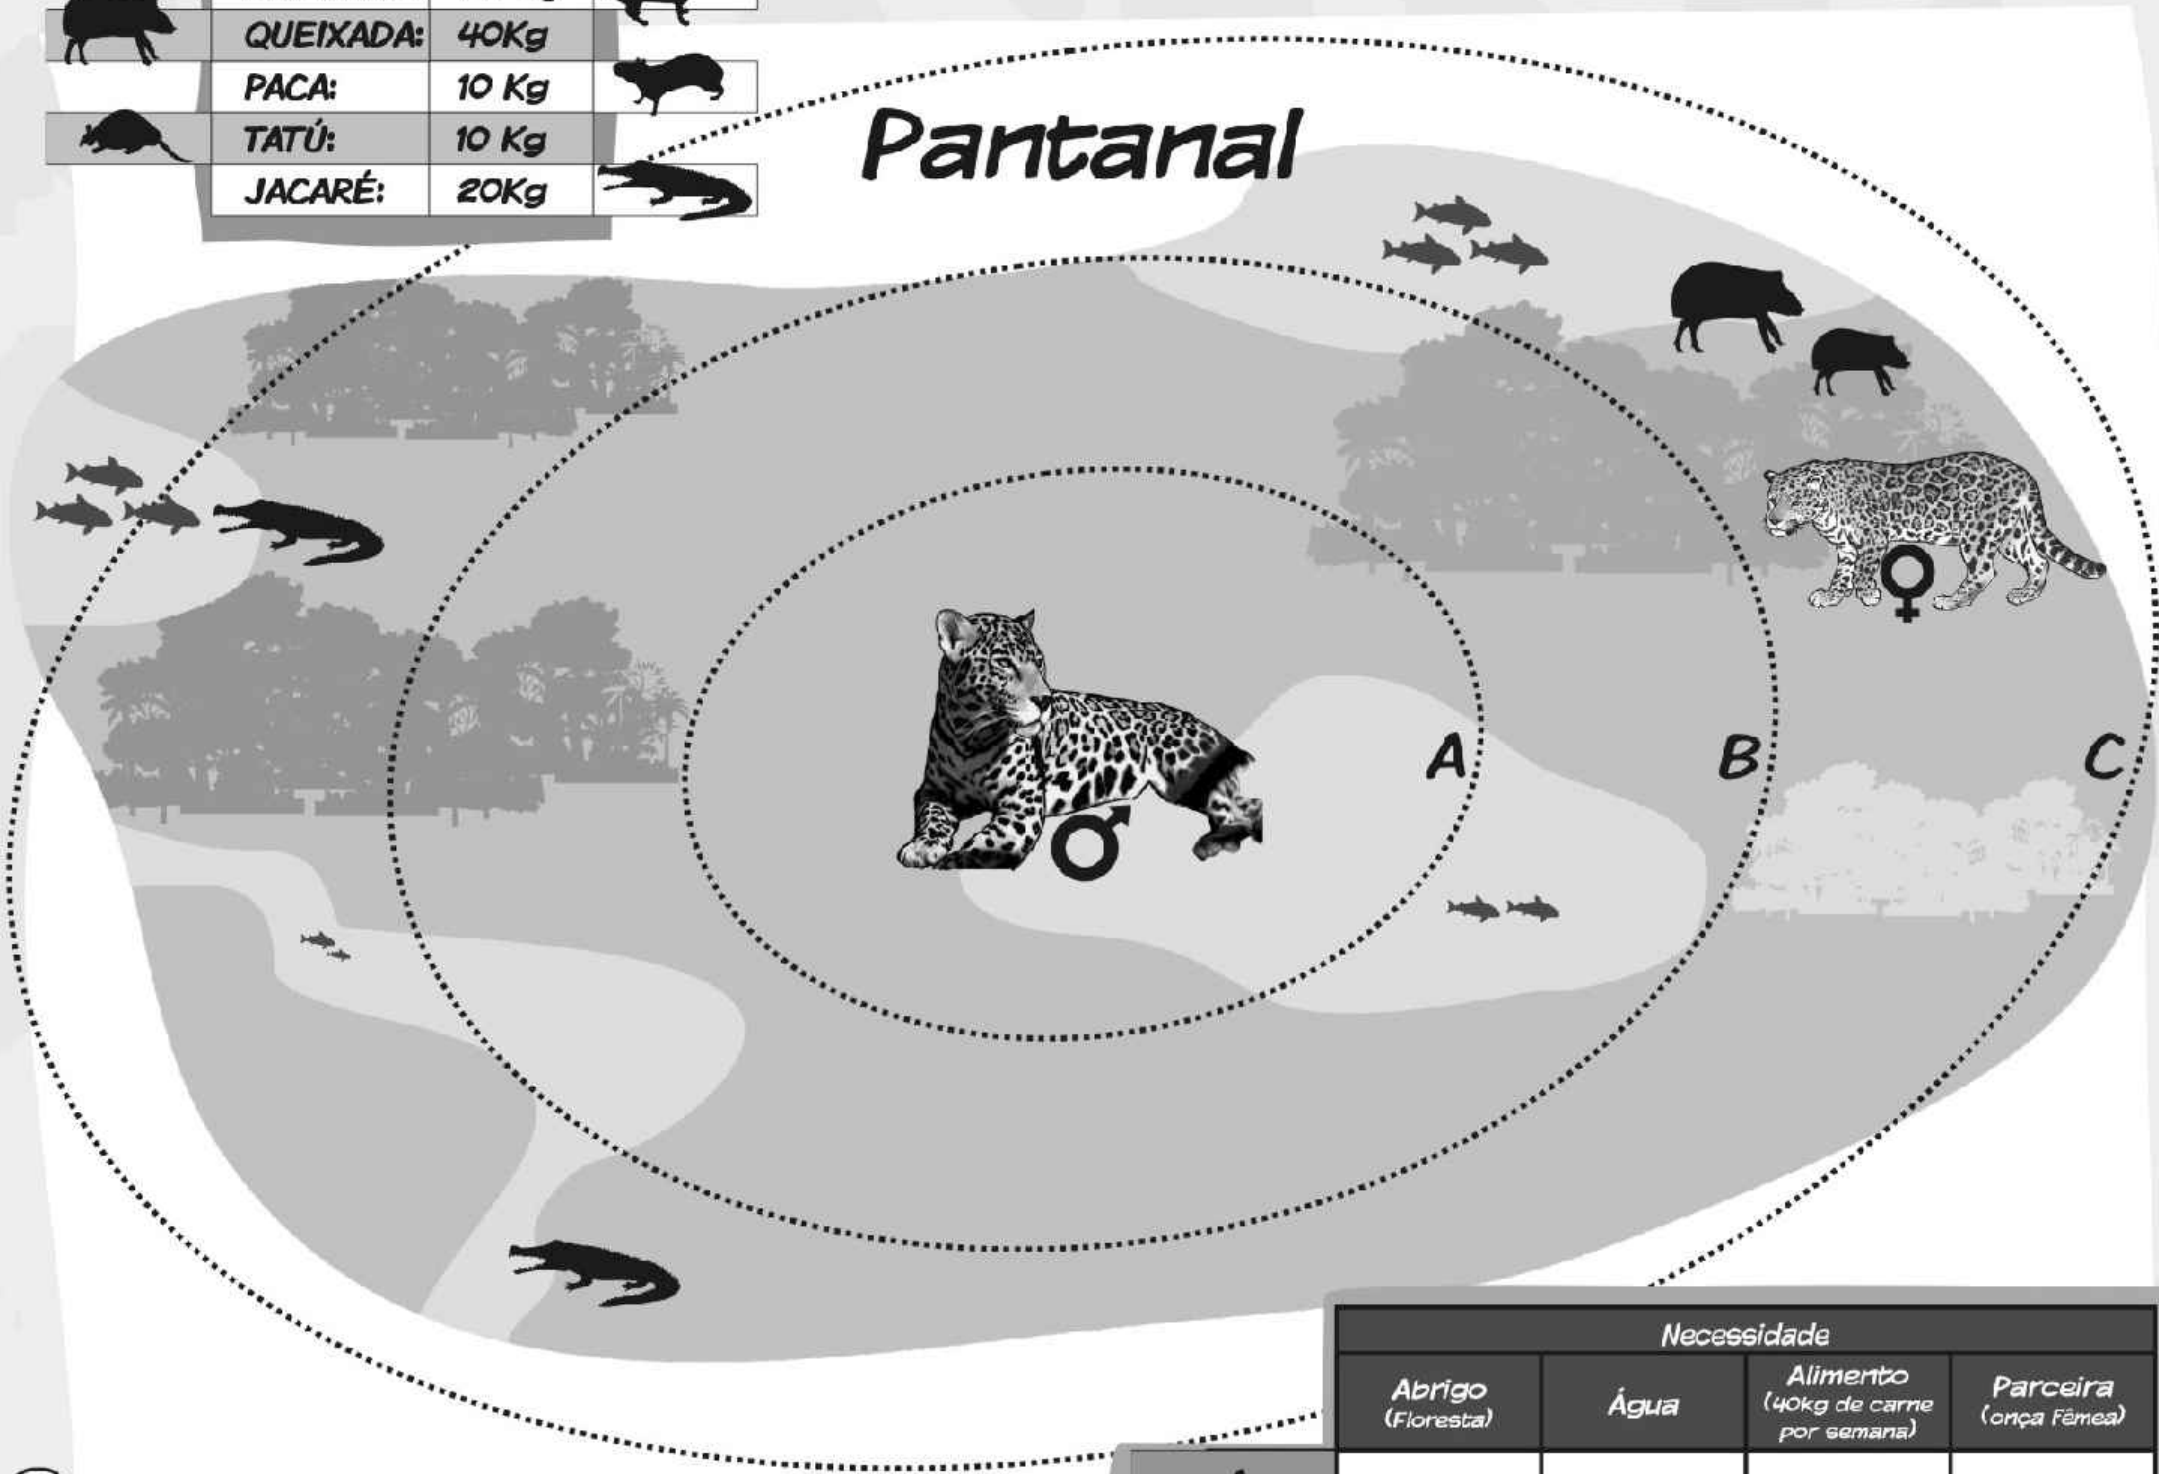 QUEIXADA: 40Kg
PACA: 10 Kg
TATÚ: 10 Kg
JACARÉ: 20Kg
Pantanal
A
B
C
Necessidade
Abrigo
(Floresta)
Água
Alimento
(40kg de carne
por semana)
Parceira
(onça Fêmea)